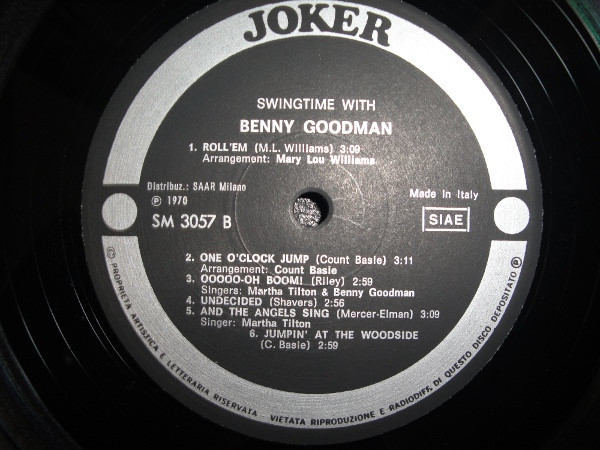 JOKER
SWINGTIME WITH
BENNY GOODMAN
1. ROLL'EM (M.L. Williams) 3:09
Arrangement: Mary Lou Williams
Distribuz.: SAAR Milano
℗ 1970
SM 3057 B
Made in Italy
SIAE
2. ONE O'CLOCK JUMP (Count Basie) 3:11
Arrangement: Count Basie
3. OOOOO-OH BOOM! (Riley) 2:59
Singers: Martha Tilton & Benny Goodman
4. UNDECIDED (Shavers) 2:56
5. AND THE ANGELS SING (Mercer-Elman) 3:09
Singer: Martha Tilton
6. JUMPIN' AT THE WOODSIDE
(C. Basie) 2:59
© PROPRIETA ARTISTICA E LETTERARIA RISERVATA - VIETATA RIPRODUZIONE E RADIODIFF. DI QUESTO DISCO DEPOSITATO ℗